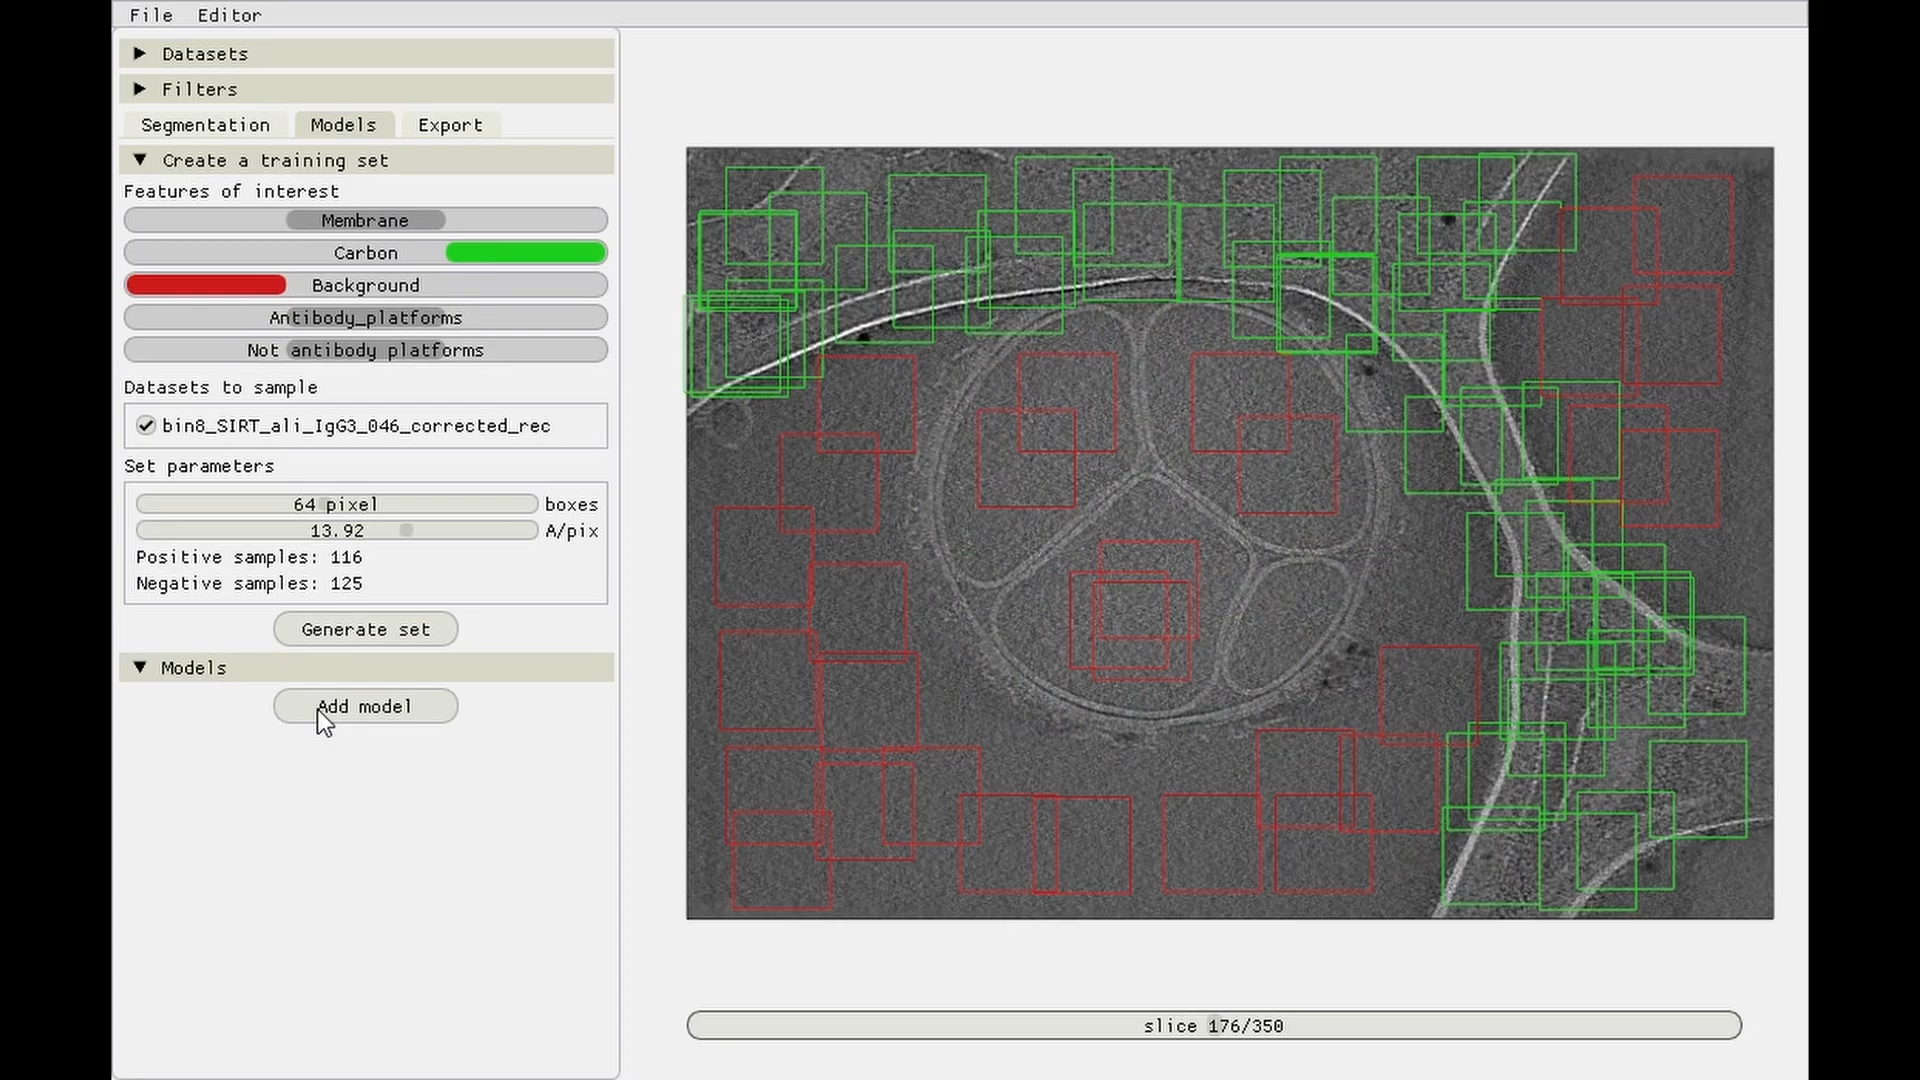 File Editor
Datasets
Filters
Segmentation Models Export
Create a training set
Features of interest
Membrane
Carbon
Background
Antibody_platforms
Not antibody platforms
Datasets to sample
bin8_SIRT_ali_IgG3_046_corrected_rec
Set parameters
64 pixel boxes
13.92 A/pix
Positive samples: 116
Negative samples: 125
Generate set
Models
Add model
slice 176/350